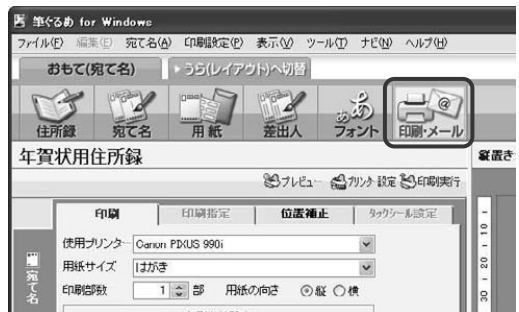 筆ぐるめ for Windows
ファイル(F) 編集(E) 宛て名(A) 印刷設定(P) 表示(V) ツール(T) ナビ(N) ヘルプ(H)
おもて(宛て名) うら(レイアウト)へ切替
住所録 宛て名 用紙 差出人 フォント 印刷・メール
年賀状用住所録 縦置き
プレビュー プリンタ設定 印刷実行
印刷 印刷指定 位置補正 タックシール設定
使用プリンター Canon PIXUS 990i
用紙サイズ はがき
印刷部数 1 部 用紙の向き 縦 横
宛て名
10
20
30